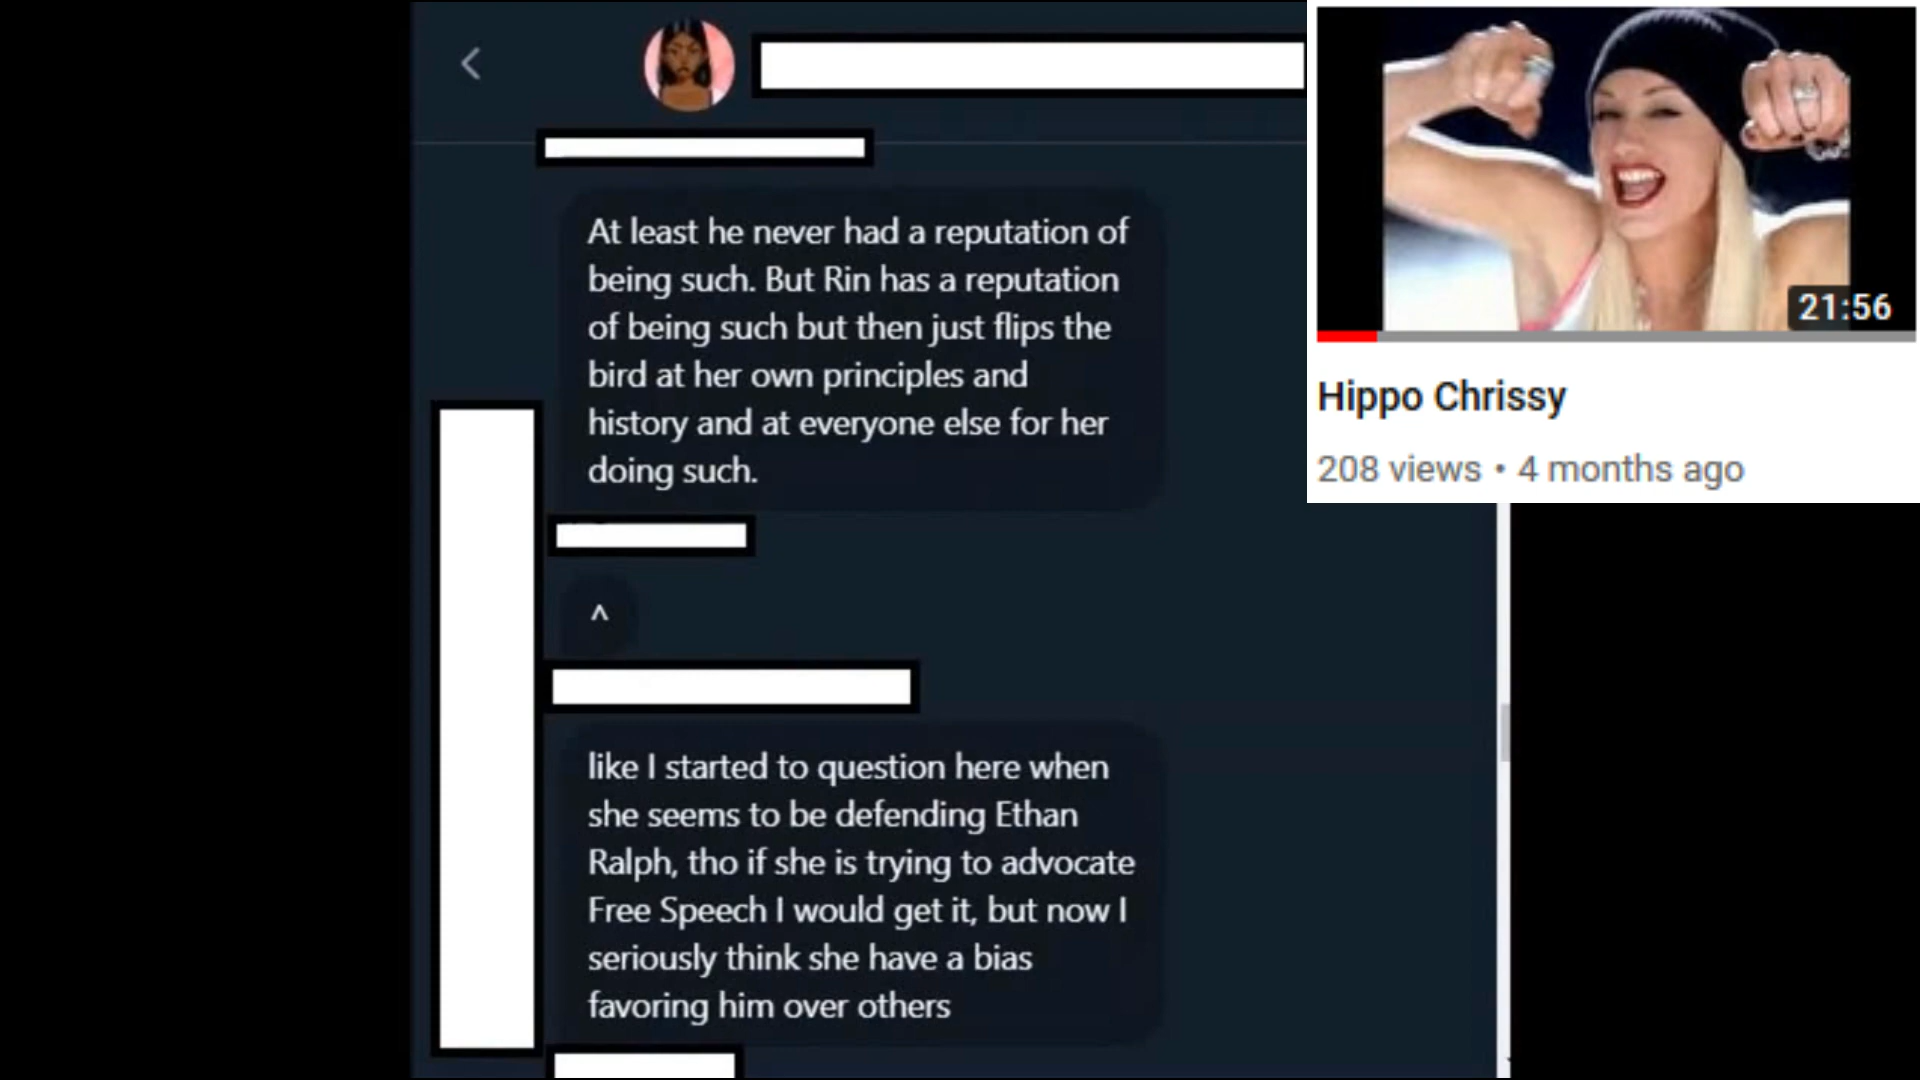 At least he never had a reputation of
being such. But Rin has a reputation
of being such but then just flips the
bird at her own principles and
history and at everyone else for her
doing such.
^
like I started to question here when
she seems to be defending Ethan
Ralph, tho if she is trying to advocate
Free Speech I would get it, but now I
seriously think she have a bias
favoring him over others
21:56
Hippo Chrissy
208 views • 4 months ago